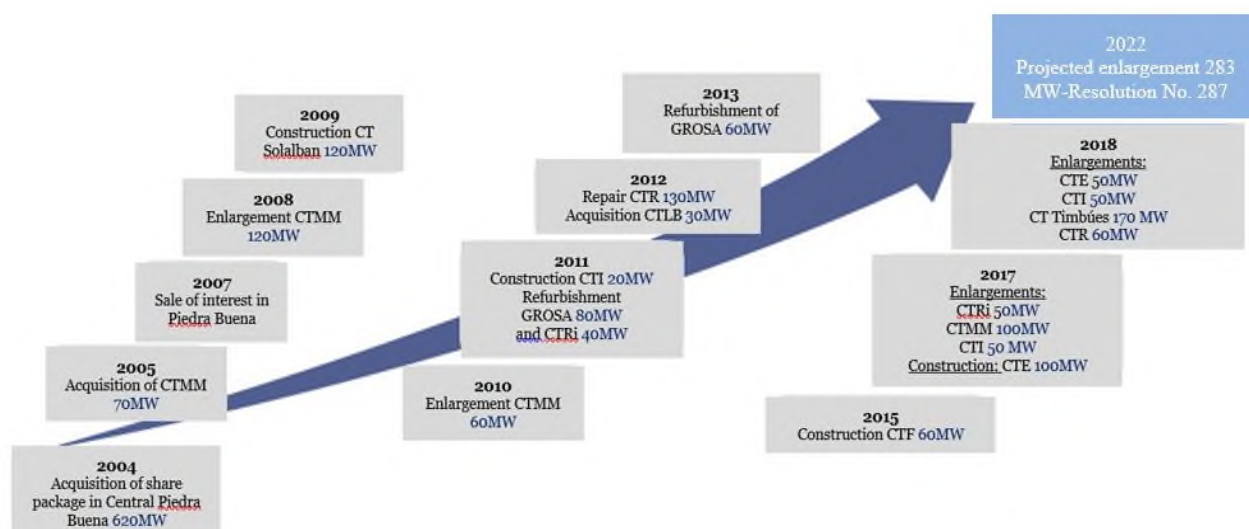 2022
Projected enlargement 283
MW-Resolution No. 287
2013
Refurbishment of
GROSA 60MW
2009
Construction CT
Solalban 120MW
2018
Enlargements:
CTE 50MW
CTI 50MW
CT Timbúes 170 MW
CTR 60MW
2012
Repair CTR 130MW
Acquisition CTLB 30MW
2008
Enlargement CTMM
120MW
2011
Construction CTI 20MW
Refurbishment
GROSA 80MW
and CTRi 40MW
2017
Enlargements:
CTRi 50MW
CTMM 100MW
CTI 50 MW
Construction: CTE 100MW
2007
Sale of interest in
Piedra Buena
2005
Acquisition of CTMM
70MW
2010
Enlargement CTMM
60MW
2015
Construction CTF 60MW
2004
Acquisition of share
package in Central Piedra
Buena 620MW